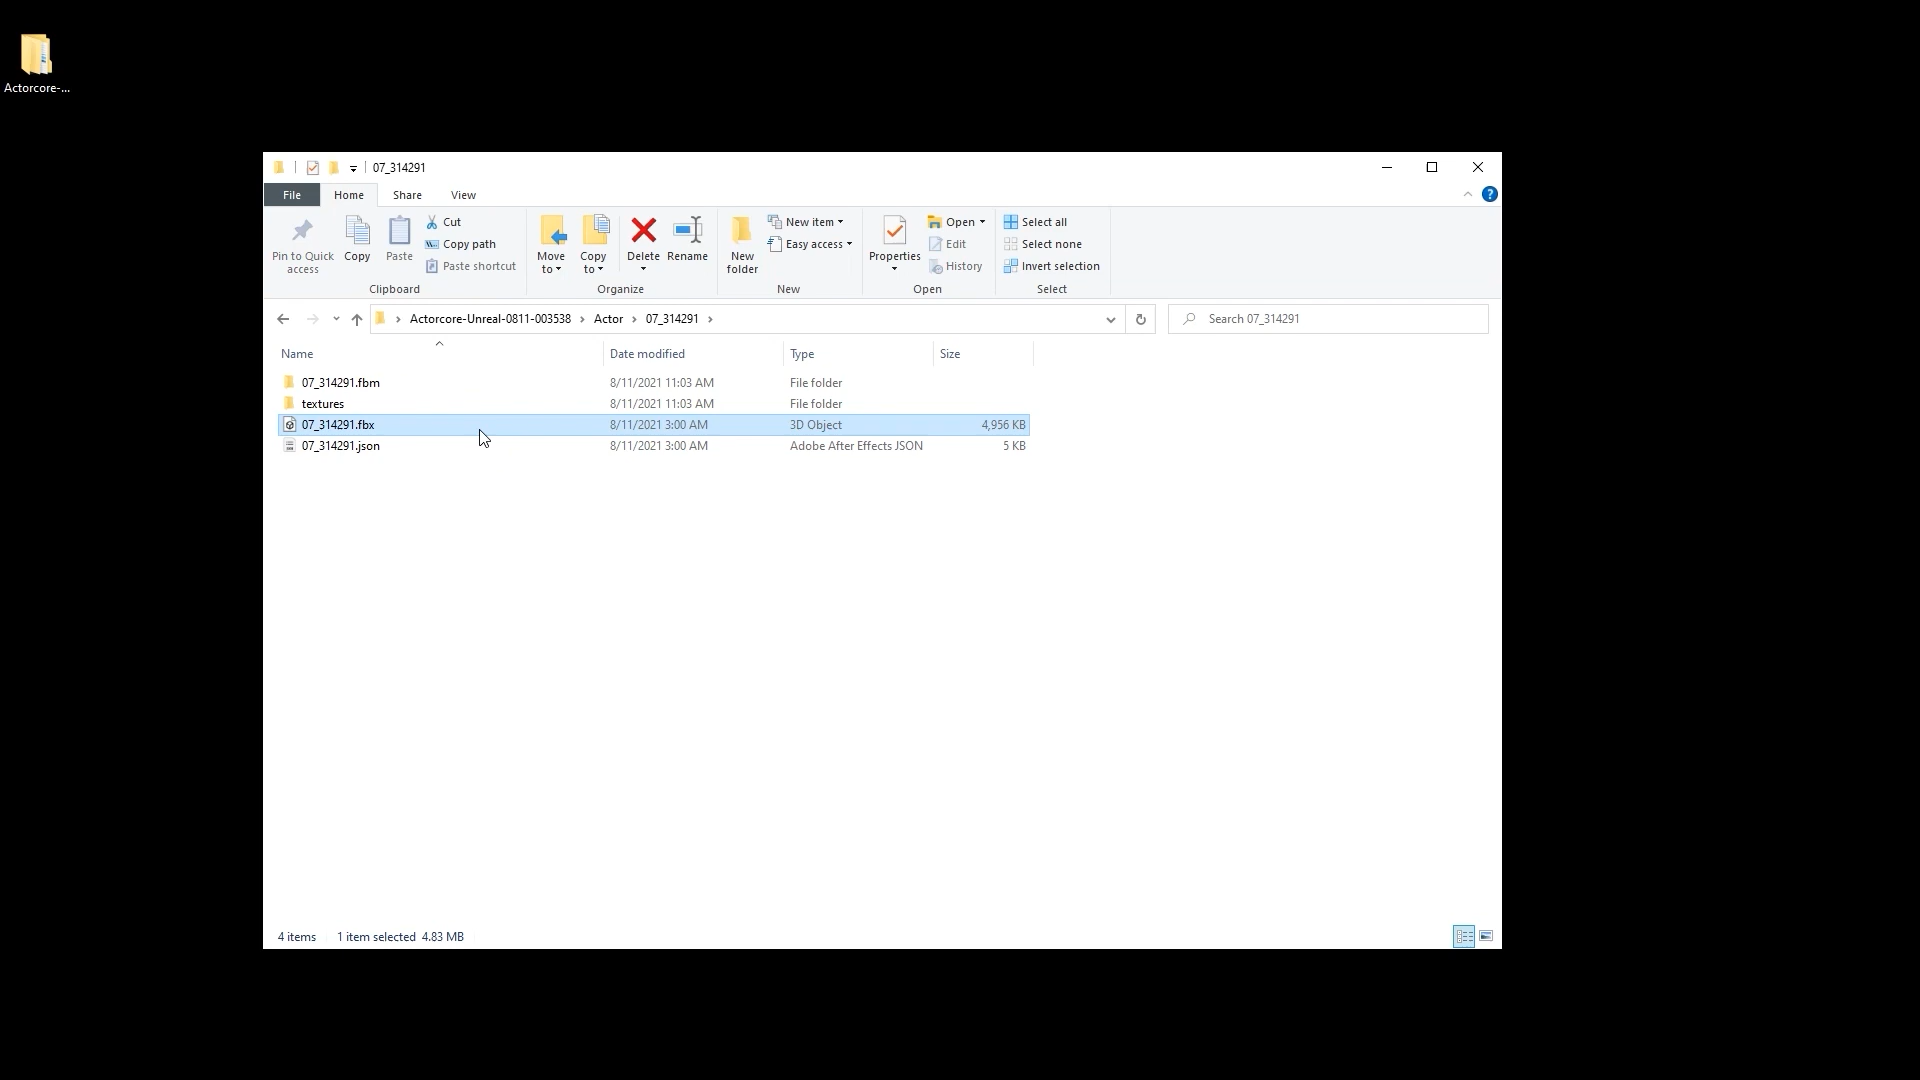 Actorcore-...
07_314291
File Home Share View
Pin to Quick access
Copy
Paste
Cut
Copy path
Paste shortcut
Clipboard
Move to
Copy to
Delete
Rename
Organize
New folder
New item
Easy access
New
Properties
Open
Edit
History
Open
Select all
Select none
Invert selection
Select
Actorcore-Unreal-0811-003538 Actor 07_314291
Search 07_314291
Name Date modified Type Size
07_314291.fbm 8/11/2021 11:03 AM File folder
textures 8/11/2021 11:03 AM File folder
07_314291.fbx 8/11/2021 3:00 AM 3D Object 4,956 KB
07_314291.json 8/11/2021 3:00 AM Adobe After Effects JSON 5 KB
4 items 1 item selected 4.83 MB